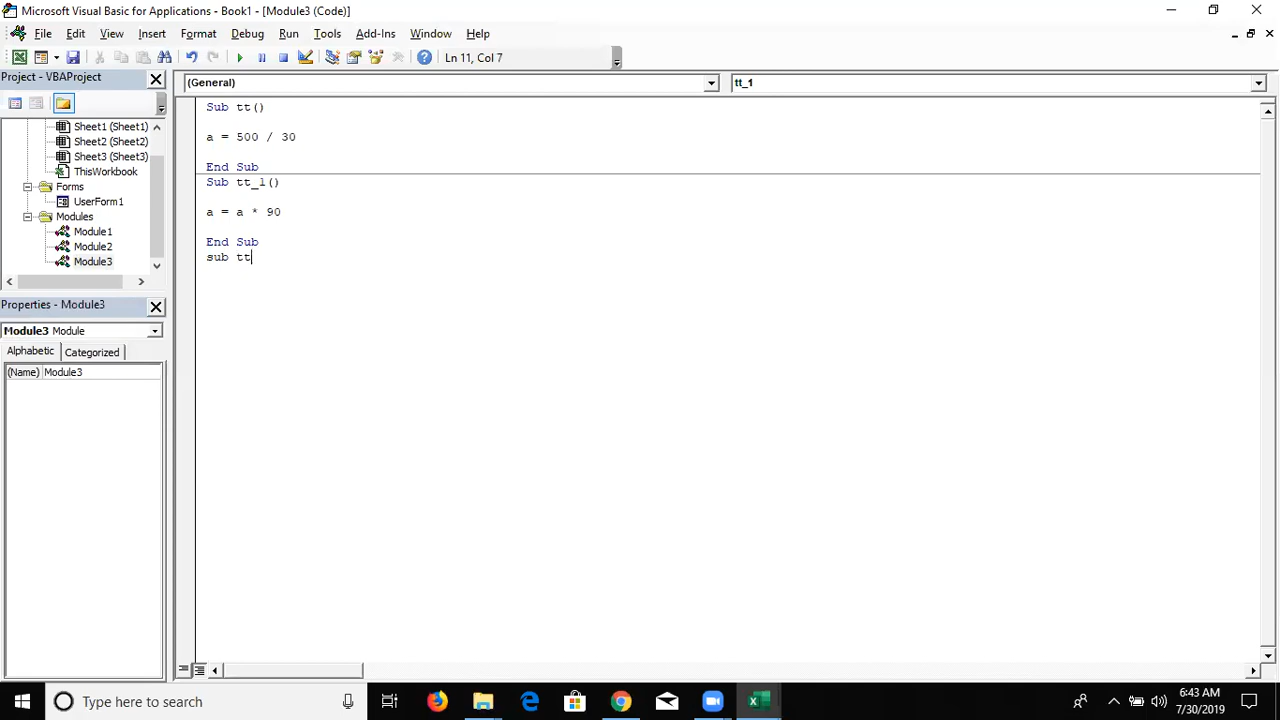 Microsoft Visual Basic for Applications - Book1 - [Module3 (Code)]
File Edit View Insert Format Debug Run Tools Add-Ins Window Help
Ln 11, Col 7
Project - VBAProject
(General)
tt_1
Sheet1 (Sheet1)
Sheet2 (Sheet2)
Sheet3 (Sheet3)
ThisWorkbook
Forms
UserForm1
Modules
Module1
Module2
Module3
Properties - Module3
Module3 Module
Alphabetic Categorized
(Name) Module3
Sub tt()
a = 500 / 30
End Sub
Sub tt_1()
a = a * 90
End Sub
sub tt
Type here to search
6:43 AM
7/30/2019